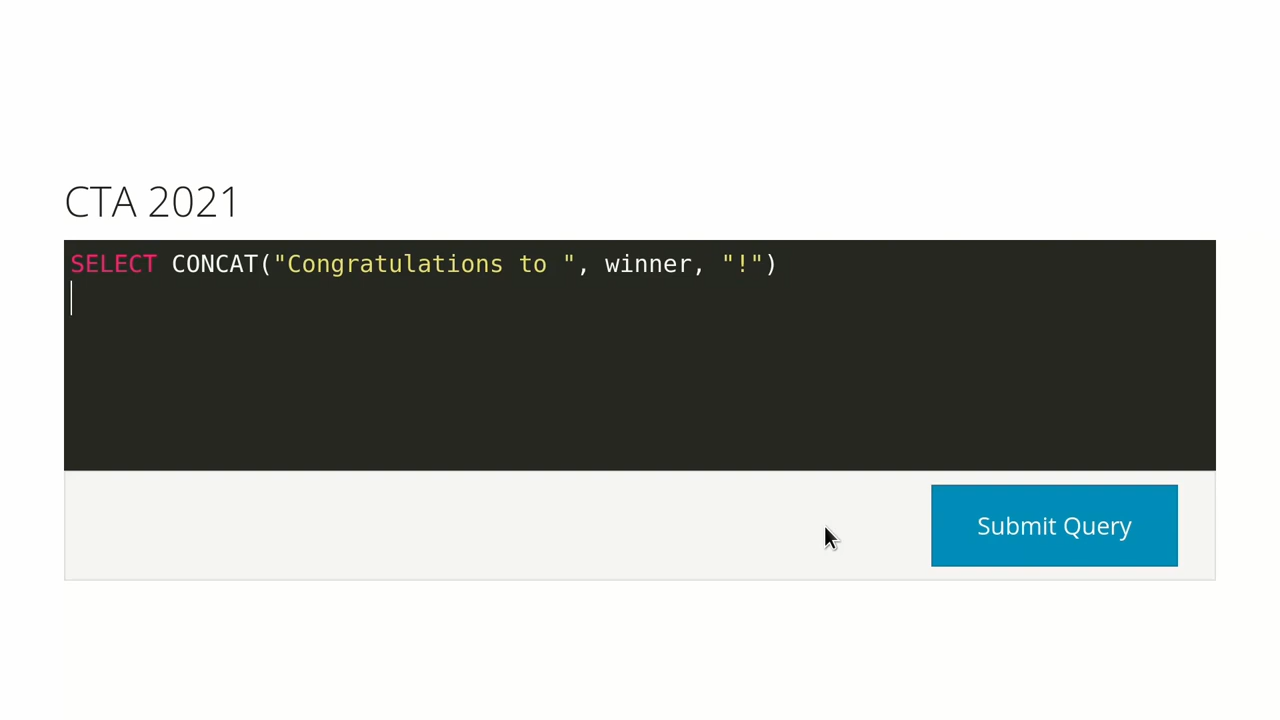 CTA 2021
SELECT CONCAT("Congratulations to ", winner, "!")
Submit Query